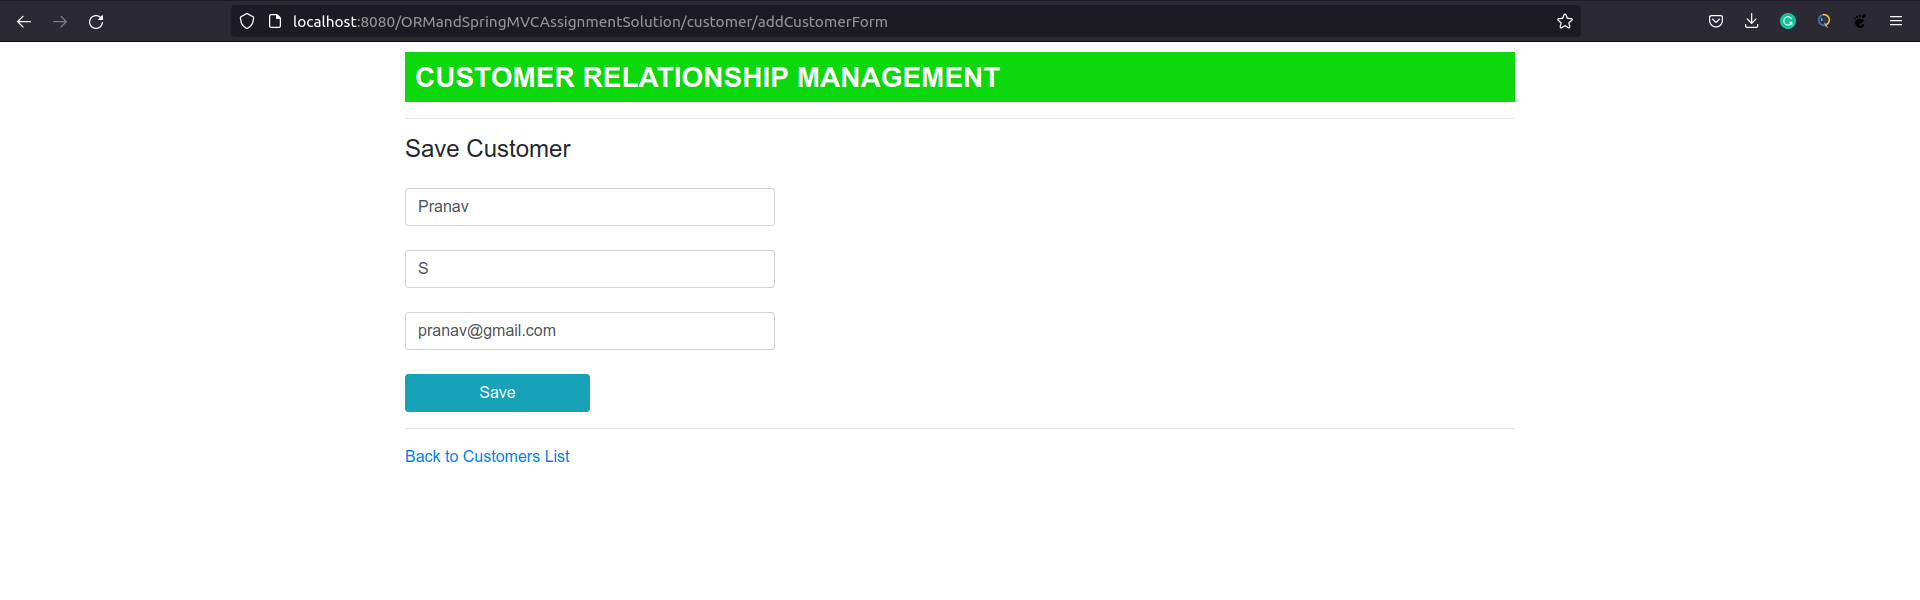 localhost:8080/ORMandSpringMVCAssignmentSolution/customer/addCustomerForm
CUSTOMER RELATIONSHIP MANAGEMENT
Save Customer
Pranav
S
pranav@gmail.com
Save
Back to Customers List